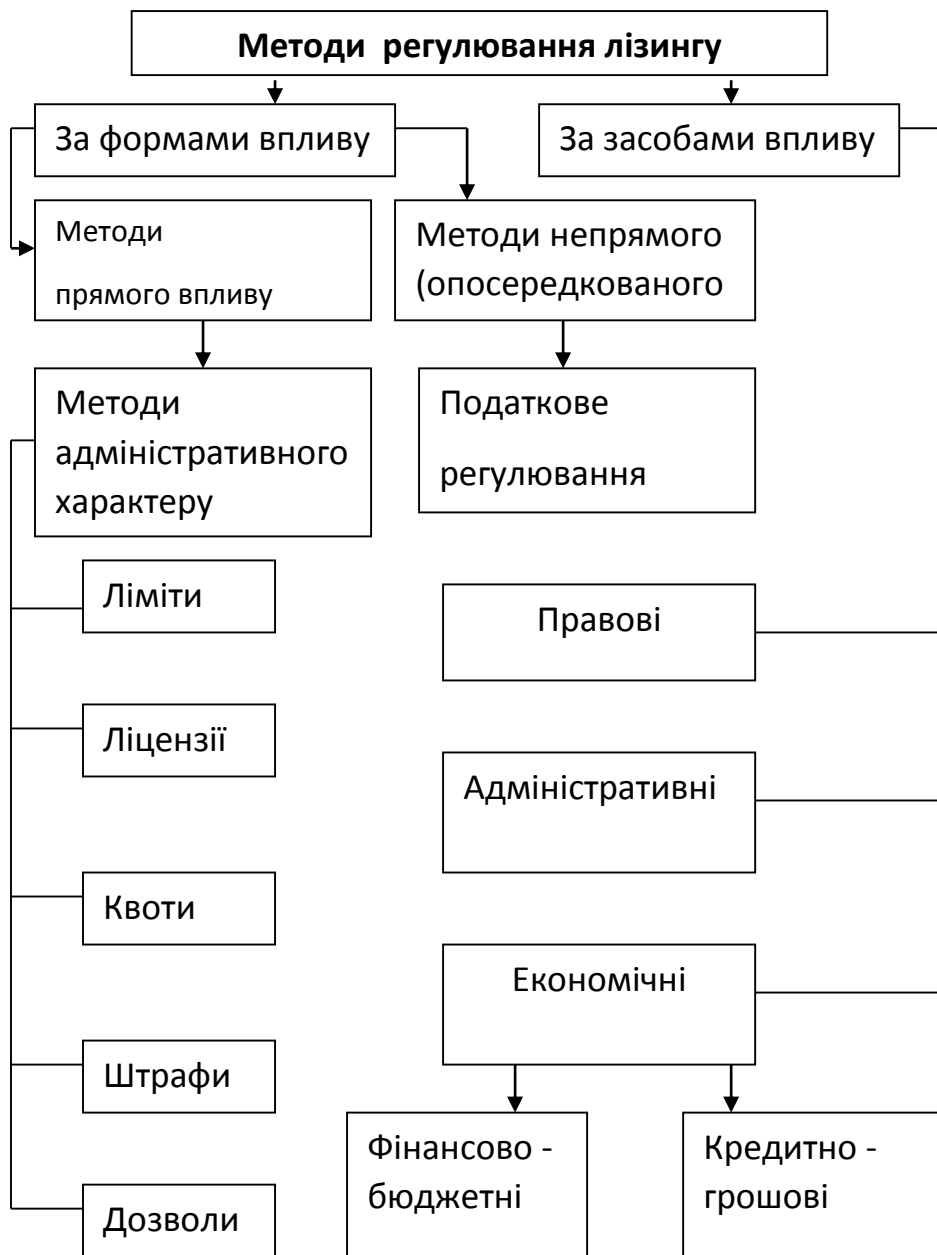 Методи регулювання лізингу
За формами впливу
За засобами впливу
Методи
прямого впливу
Методи непрямого
(опосередкованого
Методи
адміністративного
характеру
Податкове
регулювання
Ліміти
Правові
Ліцензії
Адміністративні
Квоти
Економічні
Штрафи
Фінансово -
бюджетні
Кредитно -
грошові
Дозволи